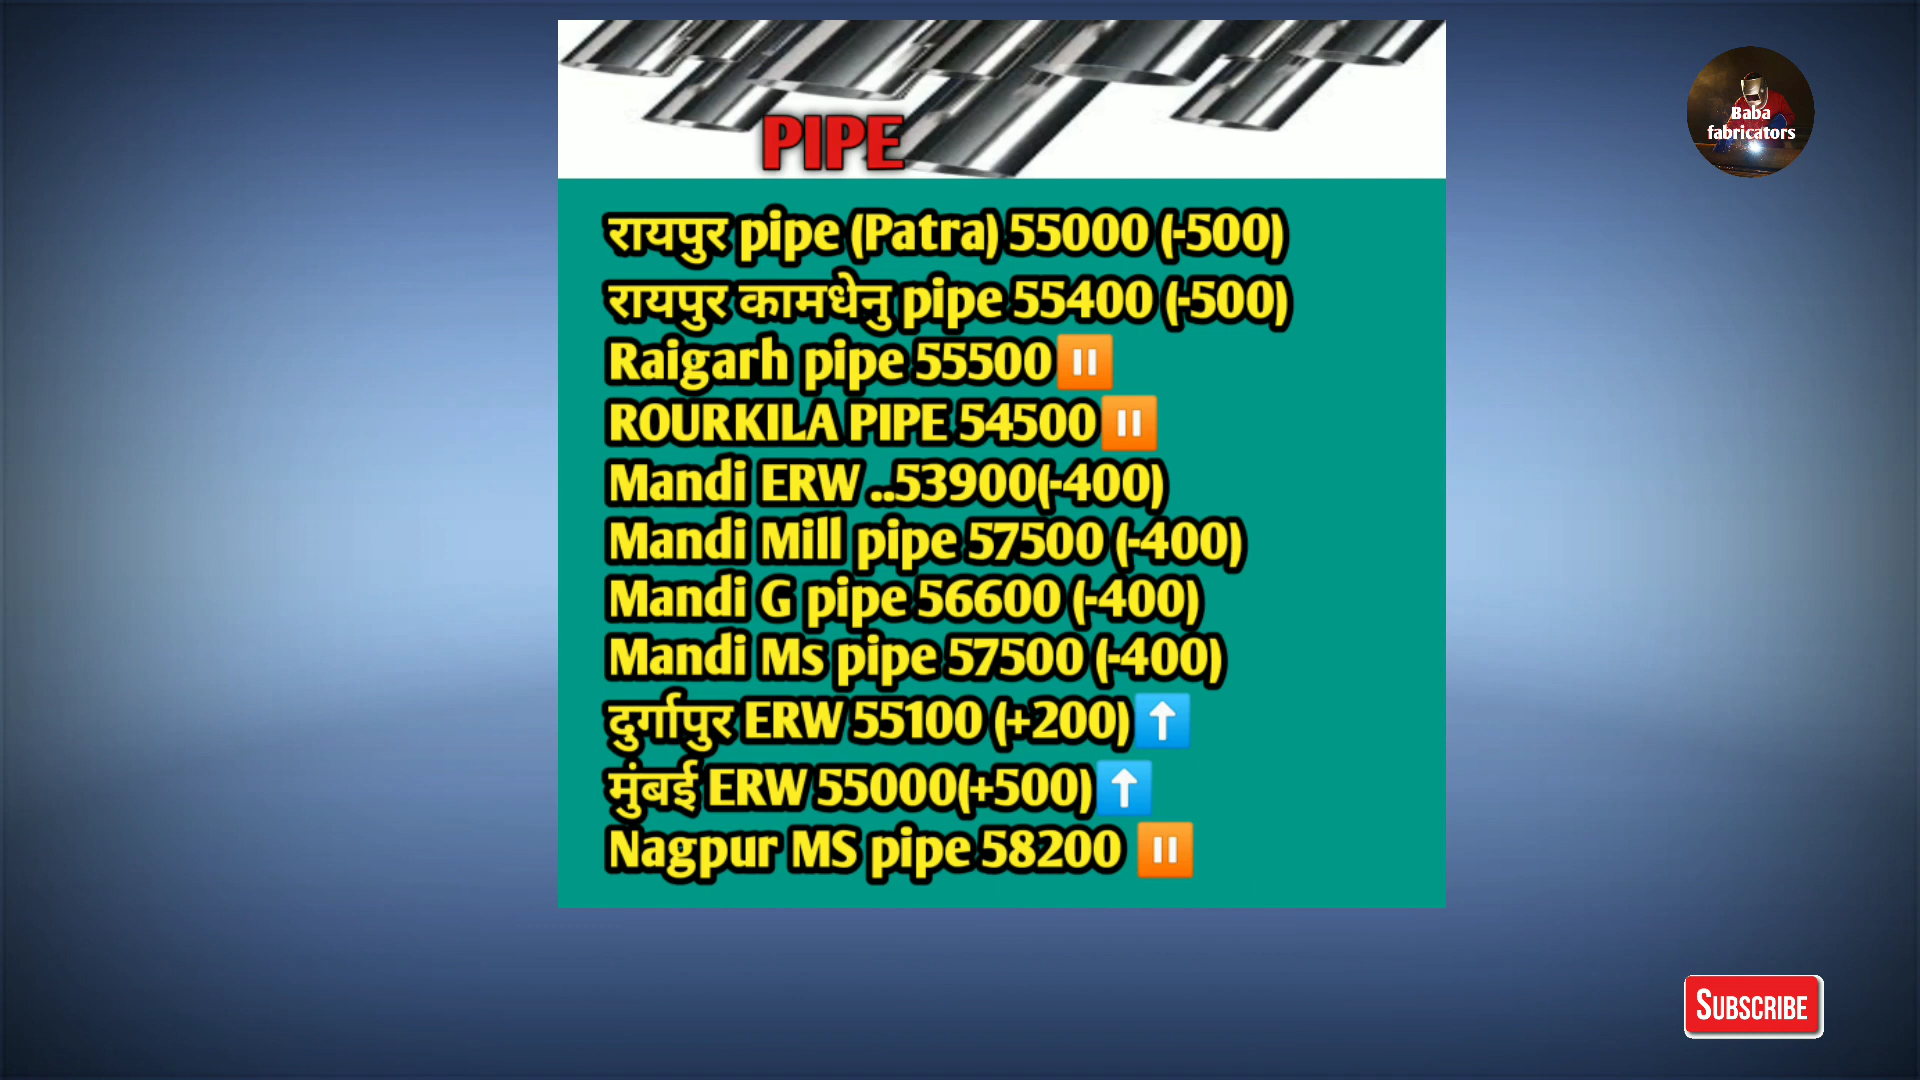 PIPE
Baba
fabricators
रायपुर pipe (Patra) 55000 (-500)
रायपुर कामधेनु pipe 55400 (-500)
Raigarh pipe 55500⏸️
ROURKILA PIPE 54500⏸️
Mandi ERW ..53900(-400)
Mandi Mill pipe 57500 (-400)
Mandi G pipe 56600 (-400)
Mandi Ms pipe 57500 (-400)
दुर्गापुर ERW 55100 (+200)⬆️
मुंबई ERW 55000(+500)⬆️
Nagpur MS pipe 58200 ⏸️
SUBSCRIBE